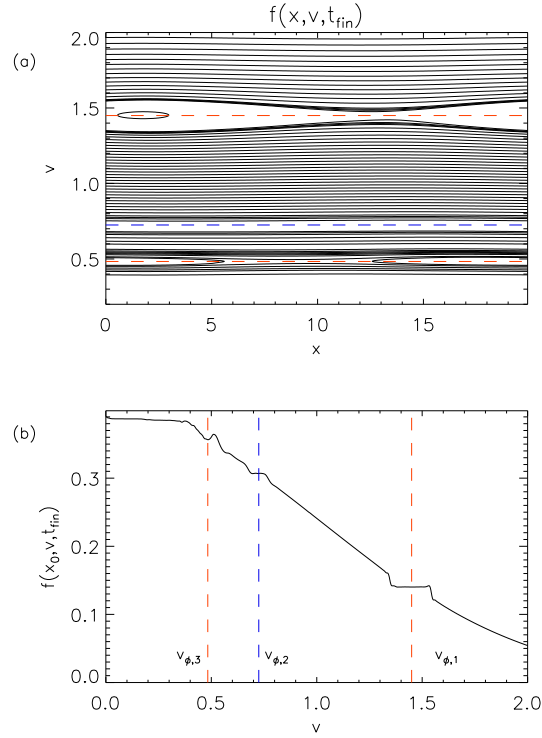 f(x,v,t_fin)
(a)
2.0
1.5
v
1.0
0.5
0 5 10 15
x
(b)
0.3
f(x_0,v,t_fin)
0.2
0.1
v_ϕ,3 v_ϕ,2 v_ϕ,1
0.0
0.0 0.5 1.0 1.5 2.0
v